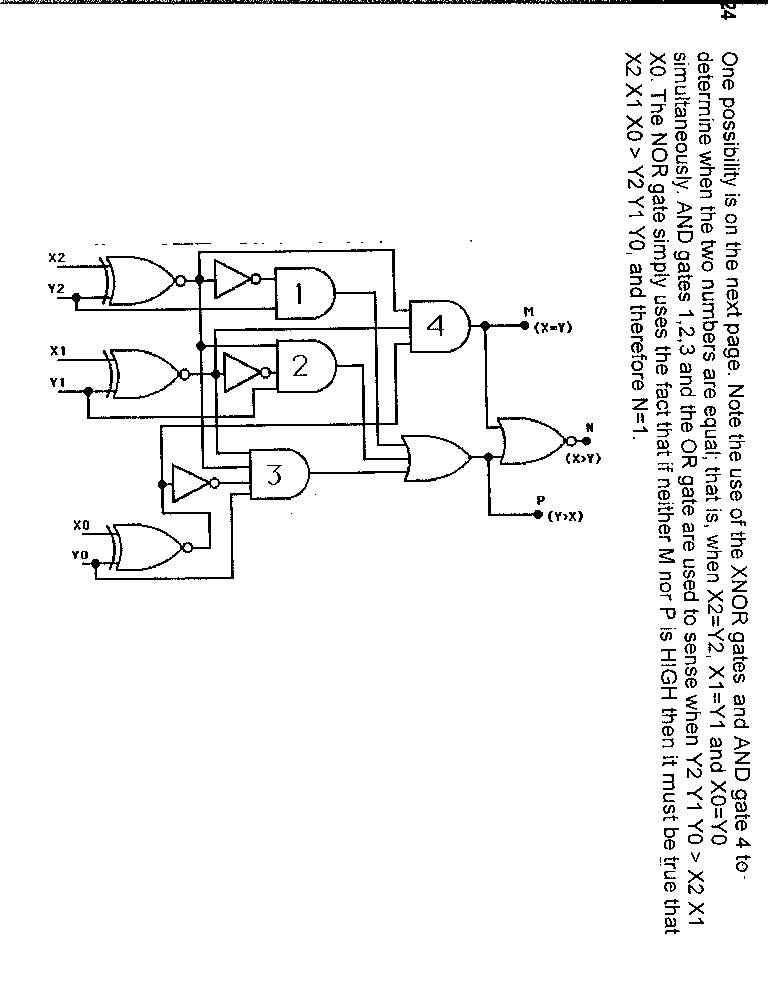 24 One possibility is on the next page. Note the use of the XNOR gates and AND gate 4 to
determine when the two numbers are equal; that is, when X2=Y2, X1=Y1 and X0=Y0
simultaneously. AND gates 1,2,3 and the OR gate are used to sense when Y2 Y1 Y0 > X2 X1
X0. The NOR gate simply uses the fact that if neither M nor P is HIGH then it must be true that
X2 X1 X0 > Y2 Y1 Y0, and therefore N=1.
X2
Y2
1
4
M
(X=Y)
X1
Y1
2
N
(X>Y)
3
P
(Y>X)
X0
Y0